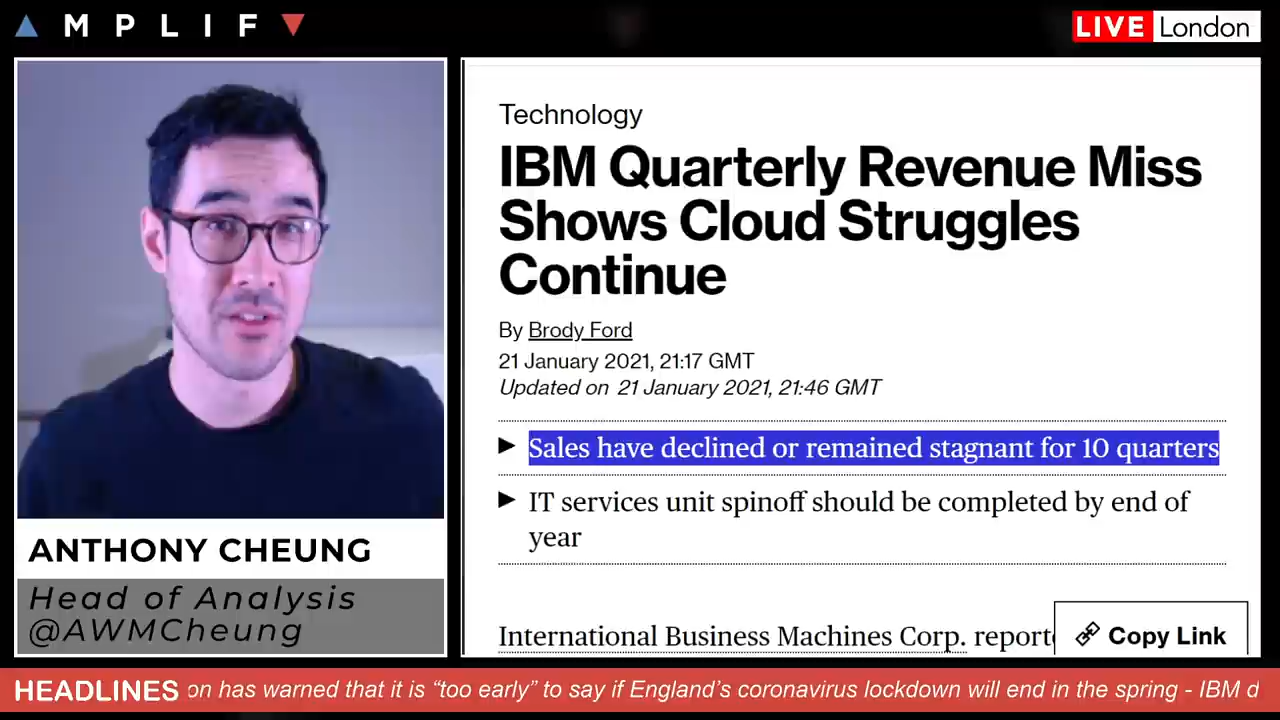 AMPLIFY
LIVE London
Technology
IBM Quarterly Revenue Miss
Shows Cloud Struggles
Continue
By Brody Ford
21 January 2021, 21:17 GMT
Updated on 21 January 2021, 21:46 GMT
Sales have declined or remained stagnant for 10 quarters
IT services unit spinoff should be completed by end of
year
International Business Machines Corp. reporte
Copy Link
ANTHONY CHEUNG
Head of Analysis
@AWMCheung
HEADLINES on has warned that it is “too early” to say if England’s coronavirus lockdown will end in the spring - IBM d